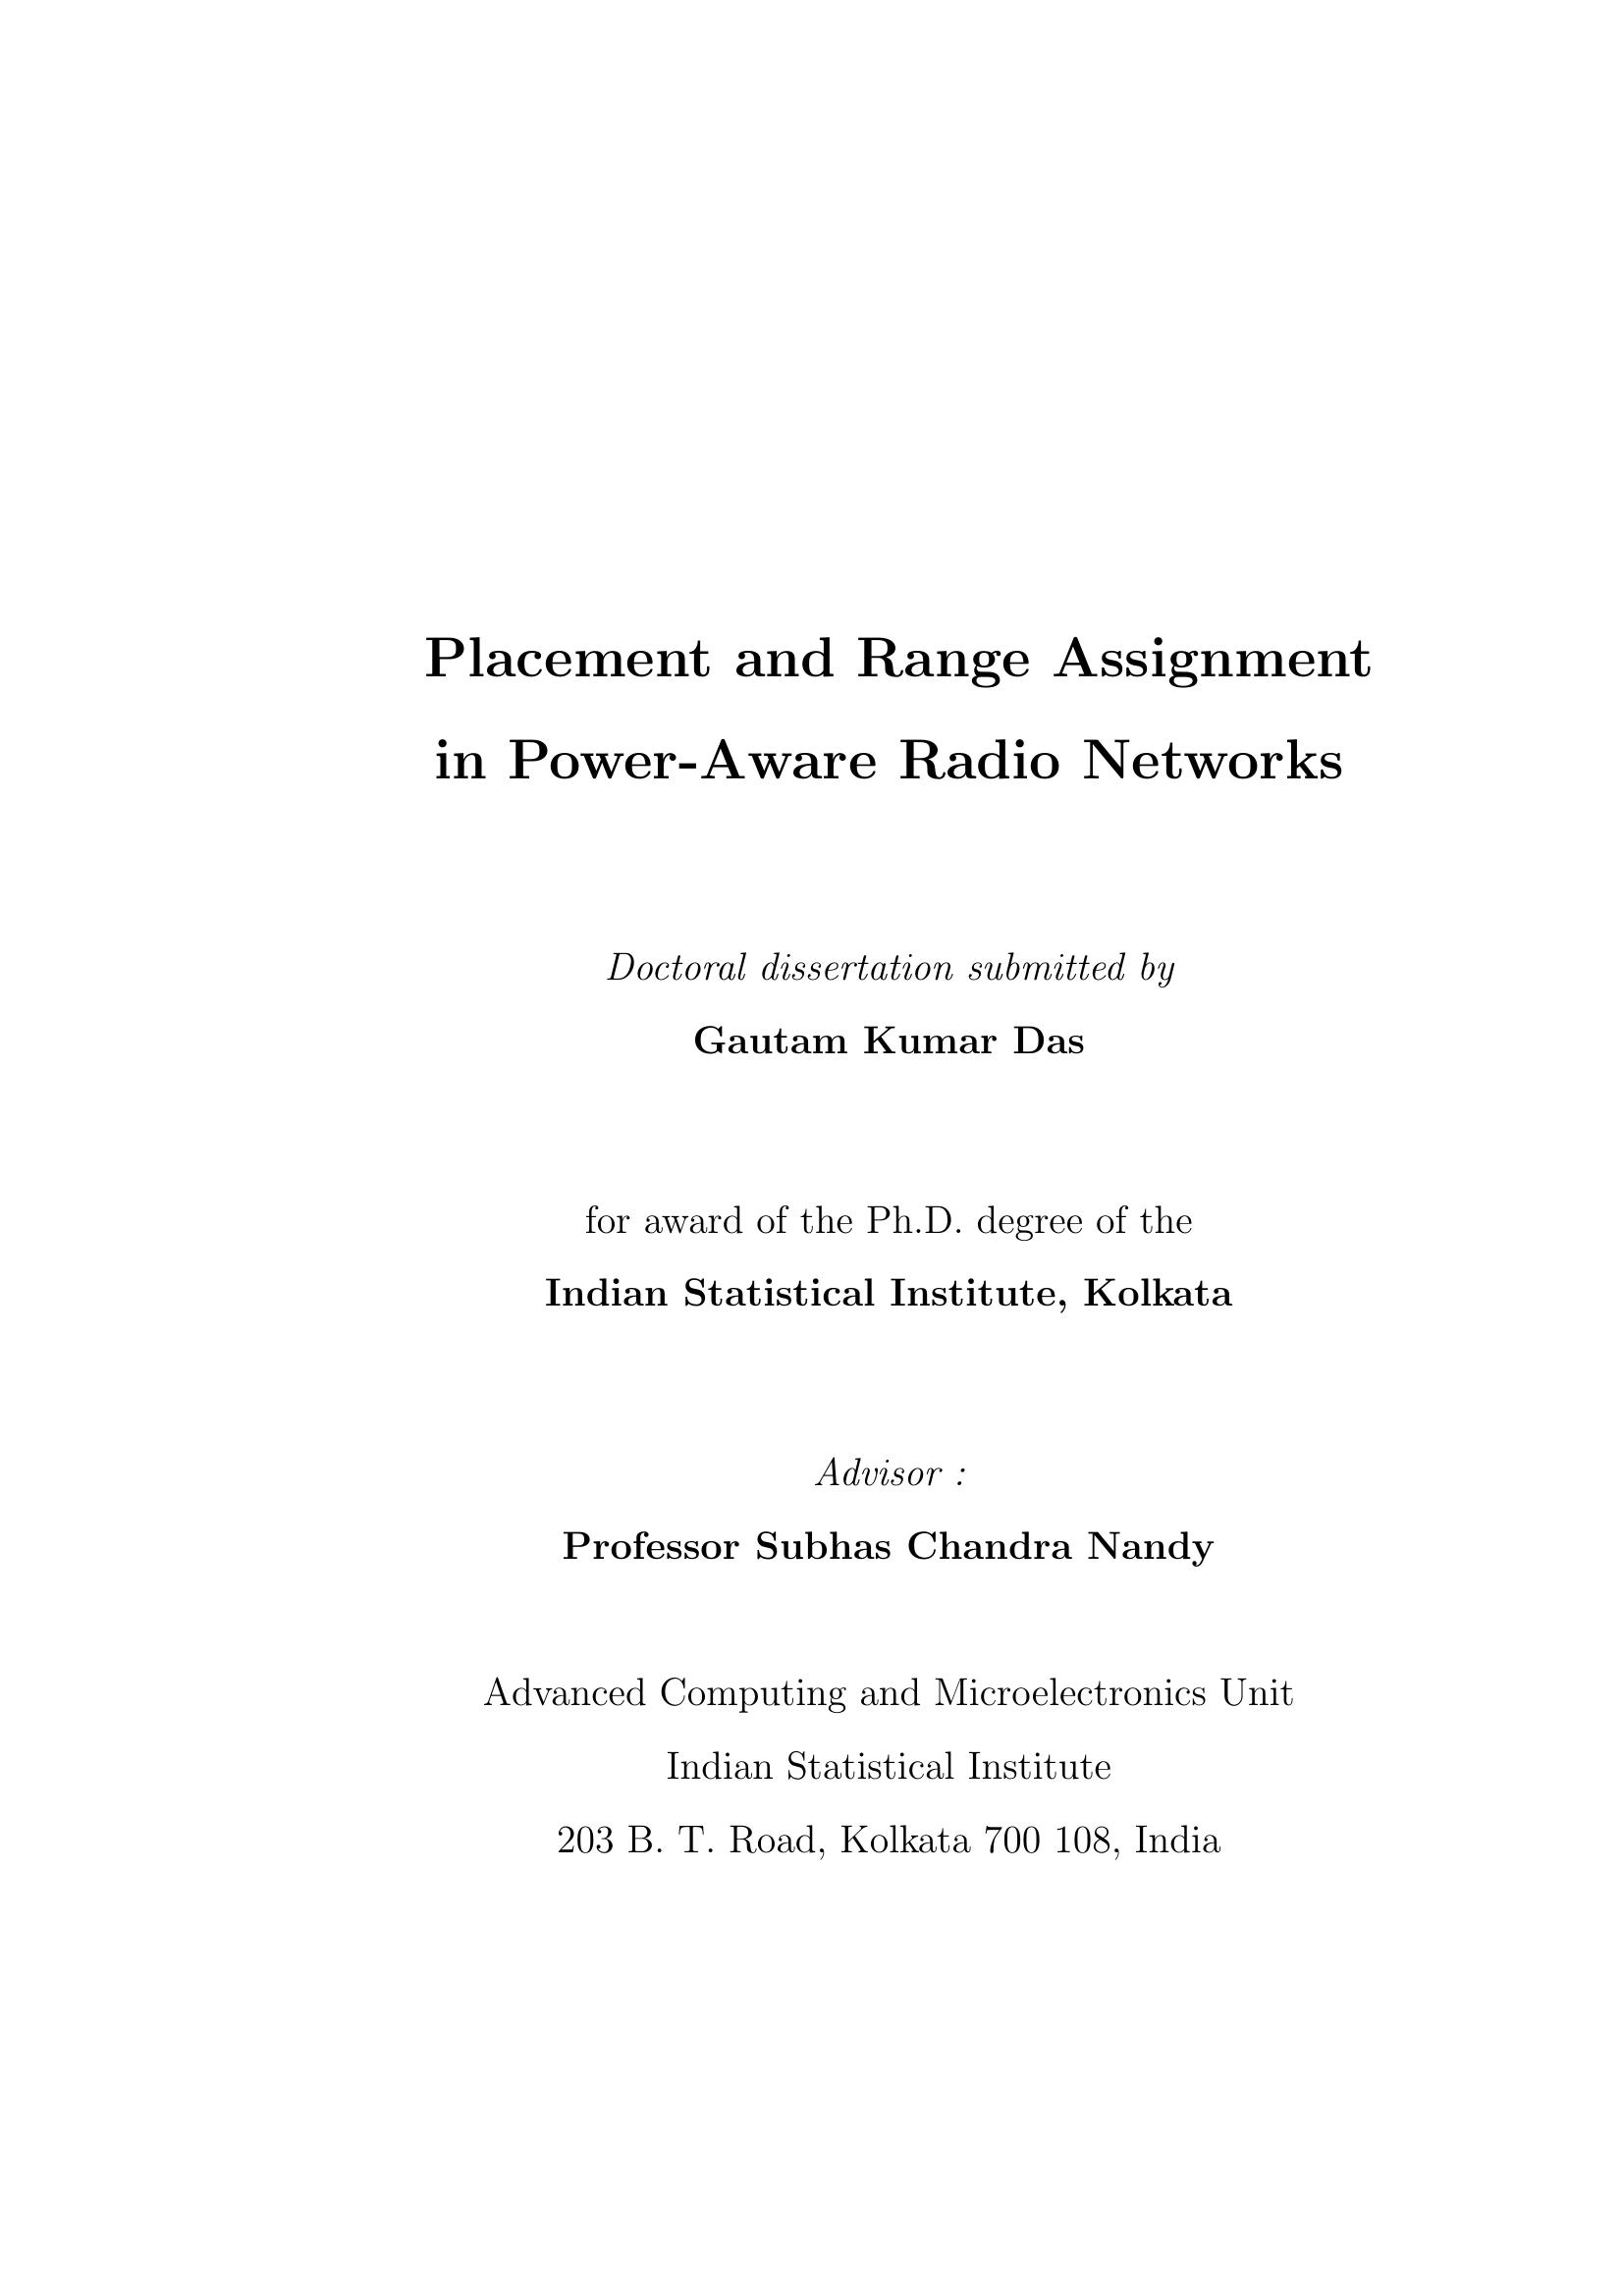 Placement and Range Assignment
in Power-Aware Radio Networks
Doctoral dissertation submitted by
Gautam Kumar Das
for award of the Ph.D. degree of the
Indian Statistical Institute, Kolkata
Advisor :
Professor Subhas Chandra Nandy
Advanced Computing and Microelectronics Unit
Indian Statistical Institute
203 B. T. Road, Kolkata 700 108, India